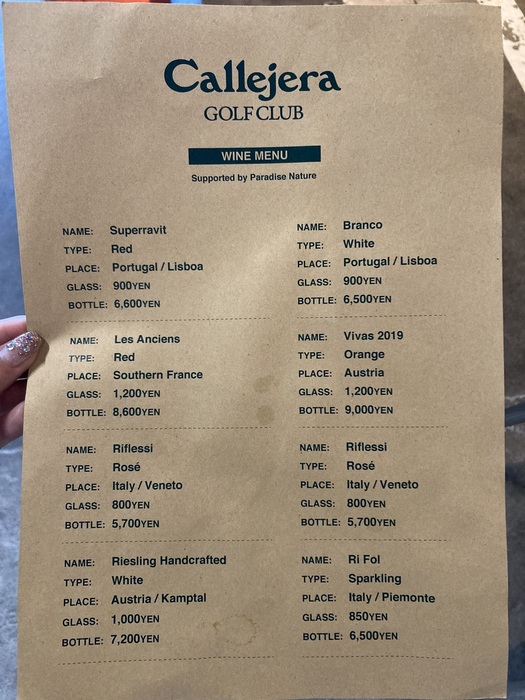 Callejera
GOLF CLUB
WINE MENU
Supported by Paradise Nature
NAME: Superravit
TYPE: Red
PLACE: Portugal / Lisboa
GLASS: 900YEN
BOTTLE: 6,600YEN
NAME: Les Anciens
TYPE: Red
PLACE: Southern France
GLASS: 1,200YEN
BOTTLE: 8,600YEN
NAME: Riflessi
TYPE: Rosé
PLACE: Italy / Veneto
GLASS: 800YEN
BOTTLE: 5,700YEN
NAME: Riesling Handcrafted
TYPE: White
PLACE: Austria / Kamptal
GLASS: 1,000YEN
BOTTLE: 7,200YEN
NAME: Branco
TYPE: White
PLACE: Portugal / Lisboa
GLASS: 900YEN
BOTTLE: 6,500YEN
NAME: Vivas 2019
TYPE: Orange
PLACE: Austria
GLASS: 1,200YEN
BOTTLE: 9,000YEN
NAME: Riflessi
TYPE: Rosé
PLACE: Italy / Veneto
GLASS: 800YEN
BOTTLE: 5,700YEN
NAME: Ri Fol
TYPE: Sparkling
PLACE: Italy / Piemonte
GLASS: 850YEN
BOTTLE: 6,500YEN